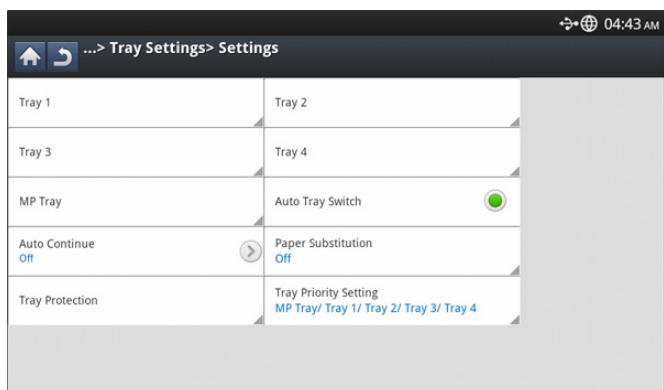 04:43 AM
...> Tray Settings> Settings
Tray 1
Tray 2
Tray 3
Tray 4
MP Tray
Auto Tray Switch
Auto Continue
Off
Paper Substitution
Off
Tray Protection
Tray Priority Setting
MP Tray/ Tray 1/ Tray 2/ Tray 3/ Tray 4